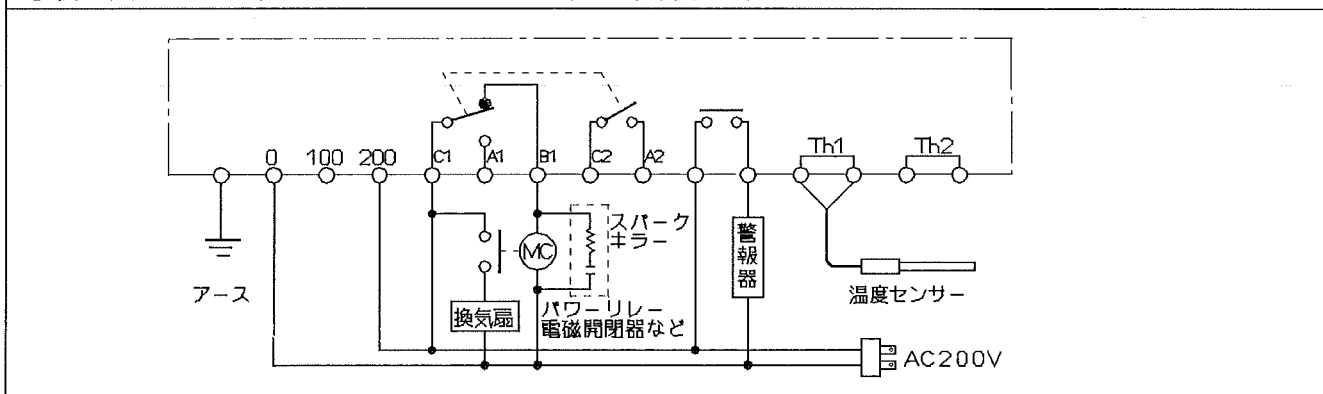 Th1 Th2
0 100 200 C1 A1 B1 C2 A2
スパーク
キラー
MC
警報器
アース
換気扇
パワーリレー
電磁開閉器など
温度センサー
AC200V